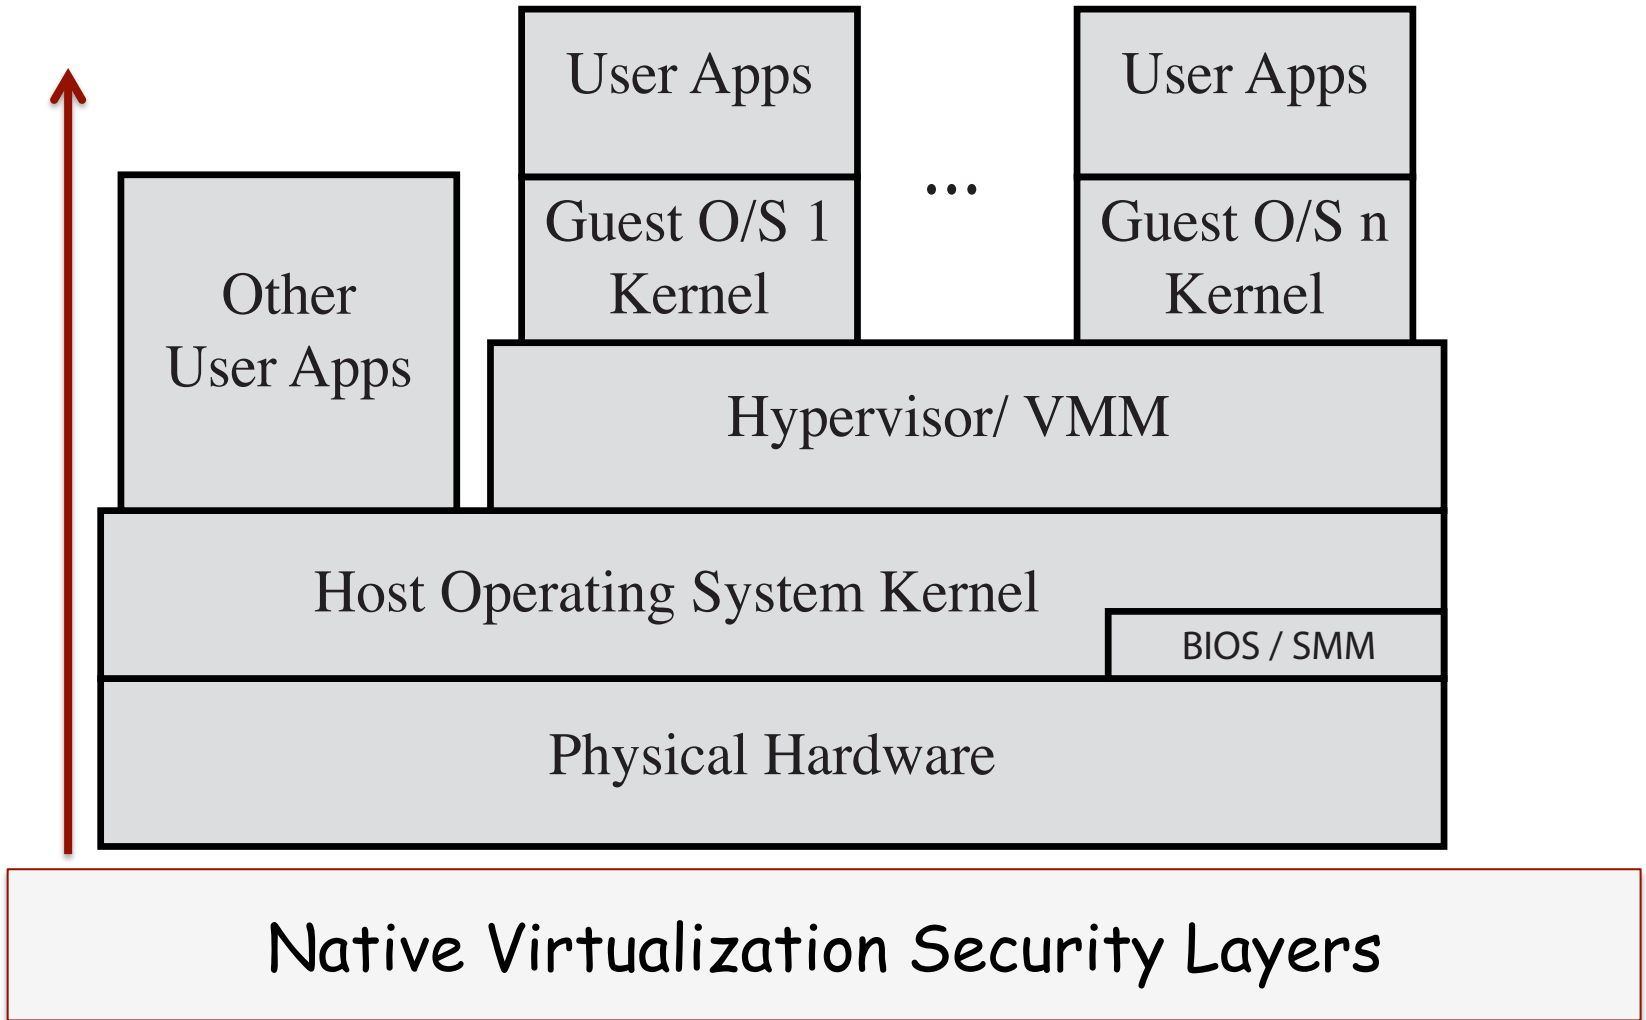 User Apps
User Apps
...
Guest O/S 1
Kernel
Guest O/S n
Kernel
Other
User Apps
Hypervisor/ VMM
Host Operating System Kernel
BIOS / SMM
Physical Hardware
Native Virtualization Security Layers